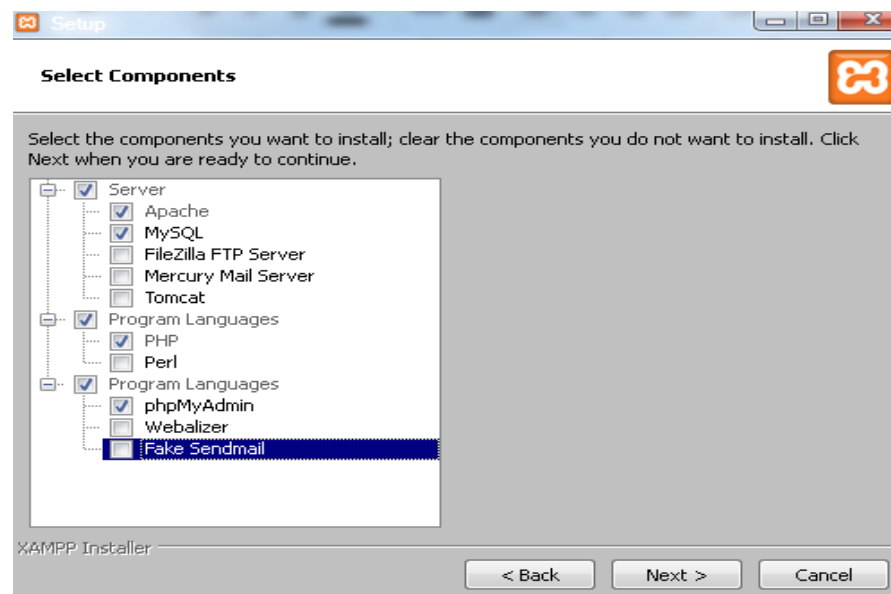 Setup
Select Components
Select the components you want to install; clear the components you do not want to install. Click
Next when you are ready to continue.
Server
Apache
MySQL
FileZilla FTP Server
Mercury Mail Server
Tomcat
Program Languages
PHP
Perl
Program Languages
phpMyAdmin
Webalizer
Fake Sendmail
XAMPP Installer
< Back Next > Cancel